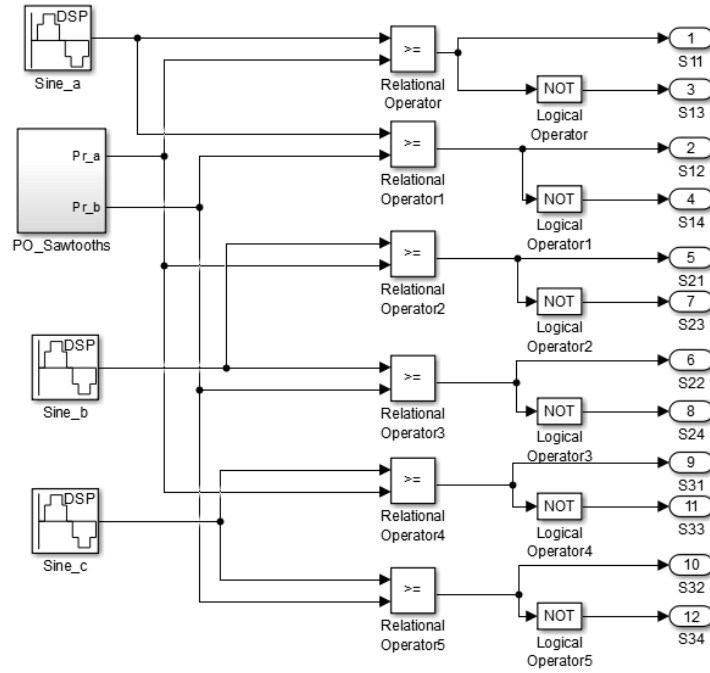 DSP
Sine_a
>=
Relational
Operator
1
S11
NOT
Logical
Operator
3
S13
Pr_a
Pr_b
PO_Sawtooths
>=
Relational
Operator1
2
S12
NOT
Logical
Operator1
4
S14
>=
Relational
Operator2
5
S21
NOT
Logical
Operator2
7
S23
DSP
Sine_b
>=
Relational
Operator3
6
S22
NOT
Logical
Operator3
8
S24
DSP
Sine_c
>=
Relational
Operator4
9
S31
NOT
Logical
Operator4
11
S33
>=
Relational
Operator5
10
S32
NOT
Logical
Operator5
12
S34